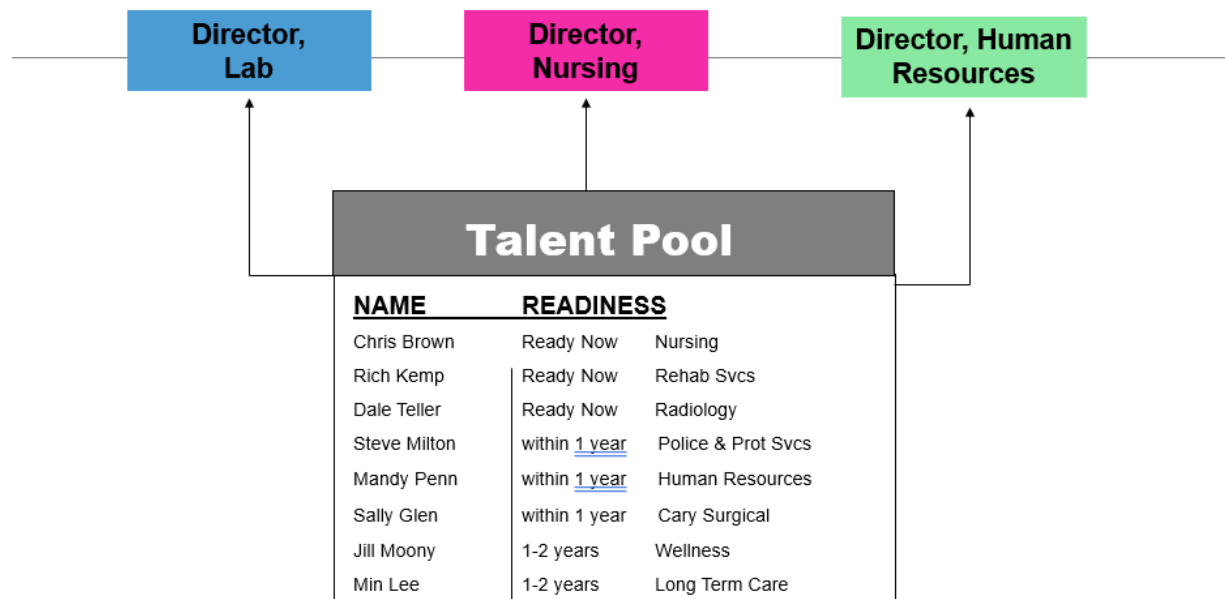 Director,
Lab
Director,
Nursing
Director, Human
Resources
Talent Pool
NAME READINESS
Chris Brown Ready Now Nursing
Rich Kemp Ready Now Rehab Svcs
Dale Teller Ready Now Radiology
Steve Milton within 1 year Police & Prot Svcs
Mandy Penn within 1 year Human Resources
Sally Glen within 1 year Cary Surgical
Jill Moony 1-2 years Wellness
Min Lee 1-2 years Long Term Care